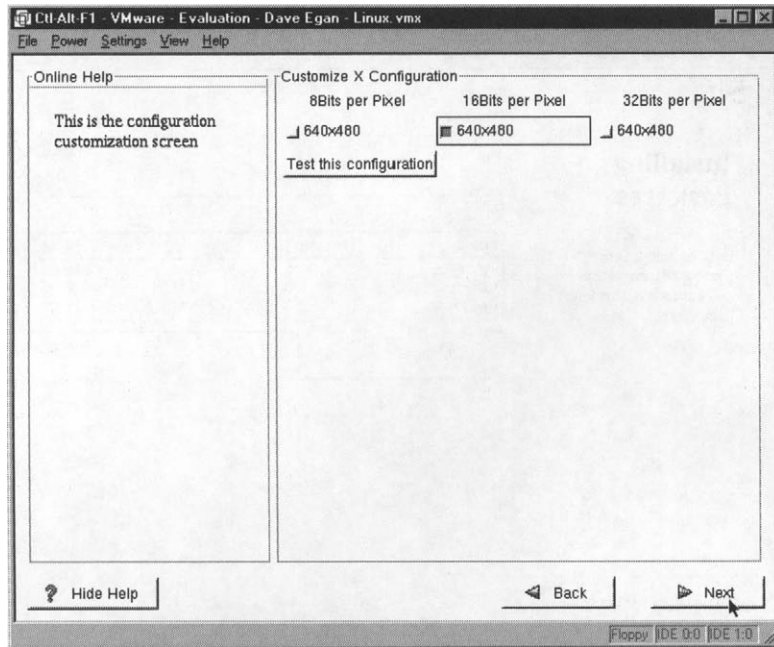 Ctl-Alt-F1 - VMware - Evaluation - Dave Egan - Linux.vmx
File Power Settings View Help
Online Help
This is the configuration
customization screen
Customize X Configuration
8Bits per Pixel 16Bits per Pixel 32Bits per Pixel
640x480 640x480 640x480
Test this configuration
? Hide Help Back Next
Floppy IDE 0:0 IDE 1:0